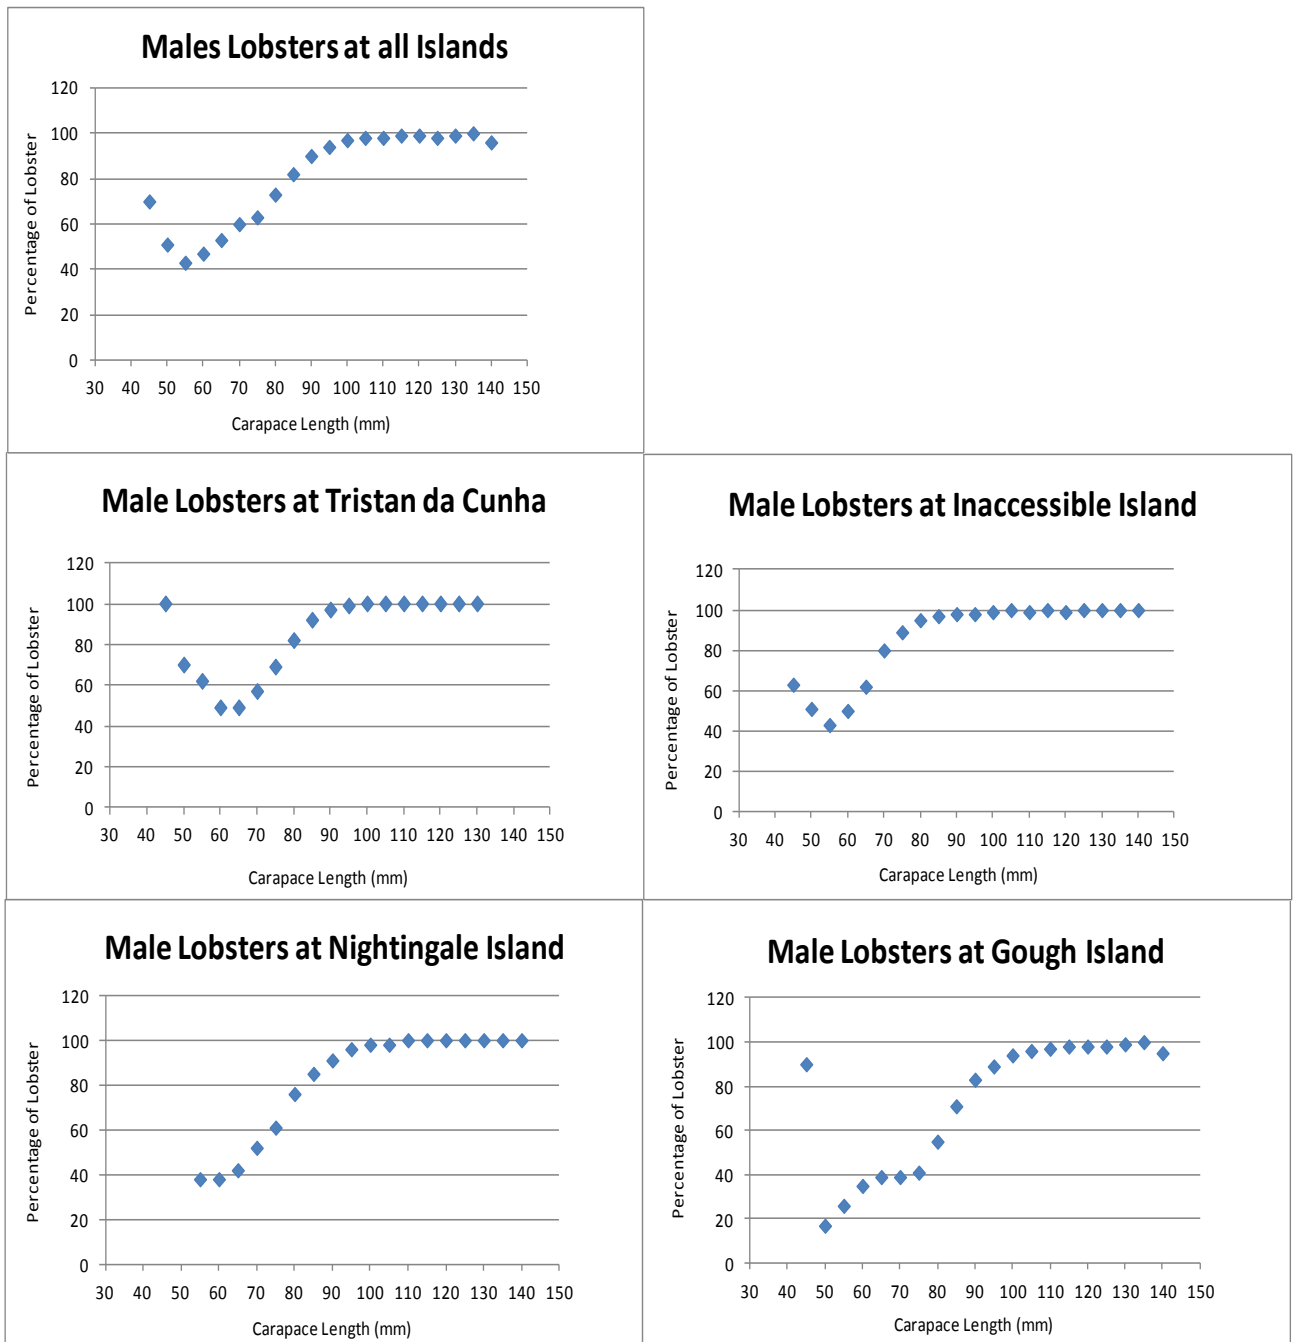 Males Lobsters at all Islands
120
100
80
60
40
20
0
Percentage of Lobster
30 40 50 60 70 80 90 100 110 120 130 140 150
Carapace Length (mm)
Male Lobsters at Tristan da Cunha
120
100
80
60
40
20
0
Percentage of Lobster
30 40 50 60 70 80 90 100 110 120 130 140 150
Carapace Length (mm)
Male Lobsters at Inaccessible Island
120
100
80
60
40
20
0
Percentage of Lobster
30 40 50 60 70 80 90 100 110 120 130 140 150
Carapace Length (mm)
Male Lobsters at Nightingale Island
120
100
80
60
40
20
0
Percentage of Lobster
30 40 50 60 70 80 90 100 110 120 130 140 150
Carapace Length (mm)
Male Lobsters at Gough Island
120
100
80
60
40
20
0
Percentage of Lobster
30 40 50 60 70 80 90 100 110 120 130 140 150
Carapace Length (mm)